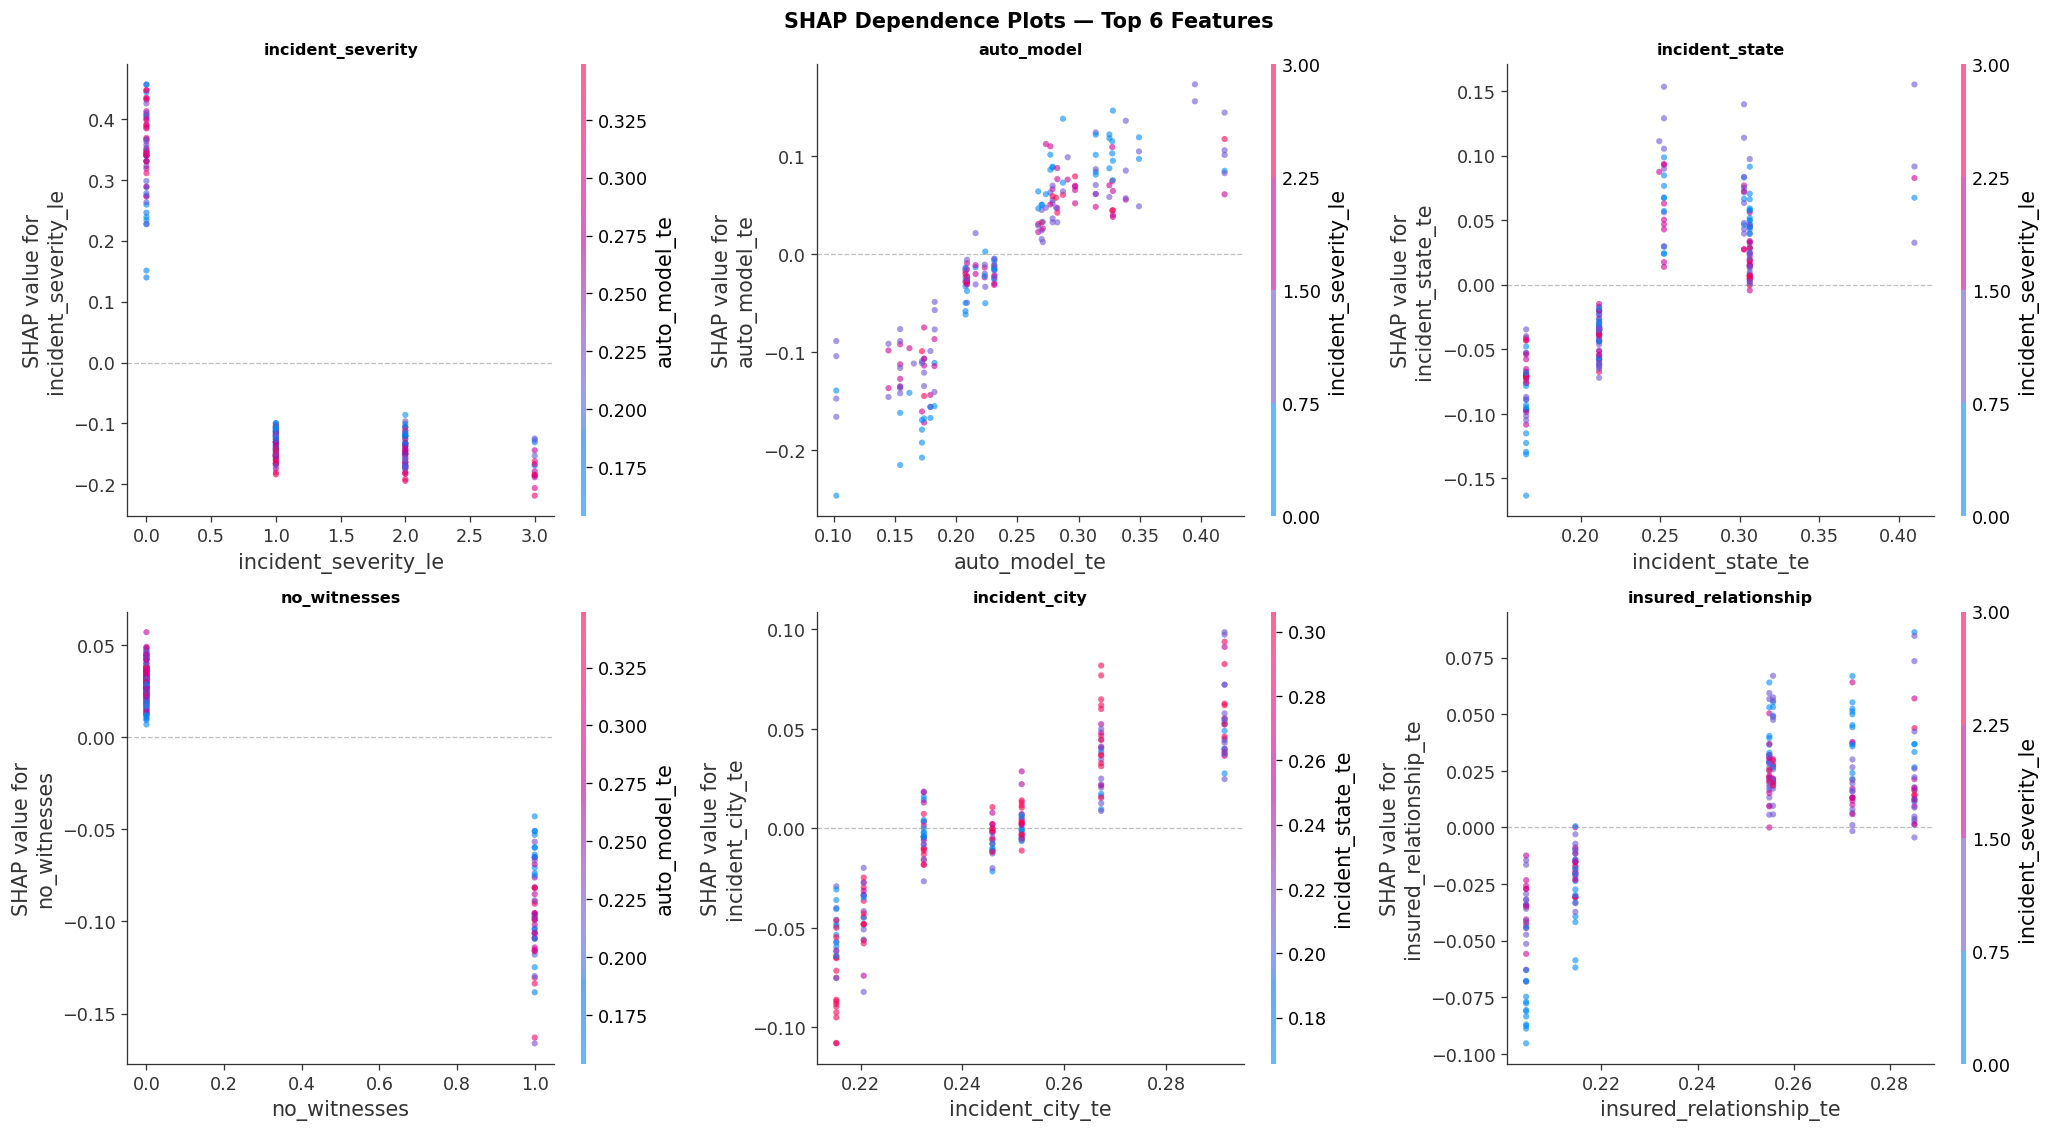 SHAP Dependence Plots — Top 6 Features
incident_severity
SHAP value for
incident_severity_le
0.4
0.3
0.2
0.1
0.0
−0.1
−0.2
0.0 0.5 1.0 1.5 2.0 2.5 3.0
incident_severity_le
0.325
0.300
0.275
0.250
0.225
0.200
0.175
auto_model_te
auto_model
SHAP value for
auto_model_te
0.1
0.0
−0.1
−0.2
0.10 0.15 0.20 0.25 0.30 0.35 0.40
auto_model_te
3.00
2.25
1.50
0.75
0.00
incident_severity_le
incident_state
SHAP value for
incident_state_te
0.15
0.10
0.05
0.00
−0.05
−0.10
−0.15
0.20 0.25 0.30 0.35 0.40
incident_state_te
3.00
2.25
1.50
0.75
0.00
incident_severity_le
no_witnesses
SHAP value for
no_witnesses
0.05
0.00
−0.05
−0.10
−0.15
0.0 0.2 0.4 0.6 0.8 1.0
no_witnesses
0.325
0.300
0.275
0.250
0.225
0.200
0.175
auto_model_te
incident_city
SHAP value for
incident_city_te
0.10
0.05
0.00
−0.05
−0.10
0.22 0.24 0.26 0.28
incident_city_te
0.30
0.28
0.26
0.24
0.22
0.20
0.18
incident_state_te
insured_relationship
SHAP value for
insured_relationship_te
0.075
0.050
0.025
0.000
−0.025
−0.050
−0.075
−0.100
0.22 0.24 0.26 0.28
insured_relationship_te
3.00
2.25
1.50
0.75
0.00
incident_severity_le